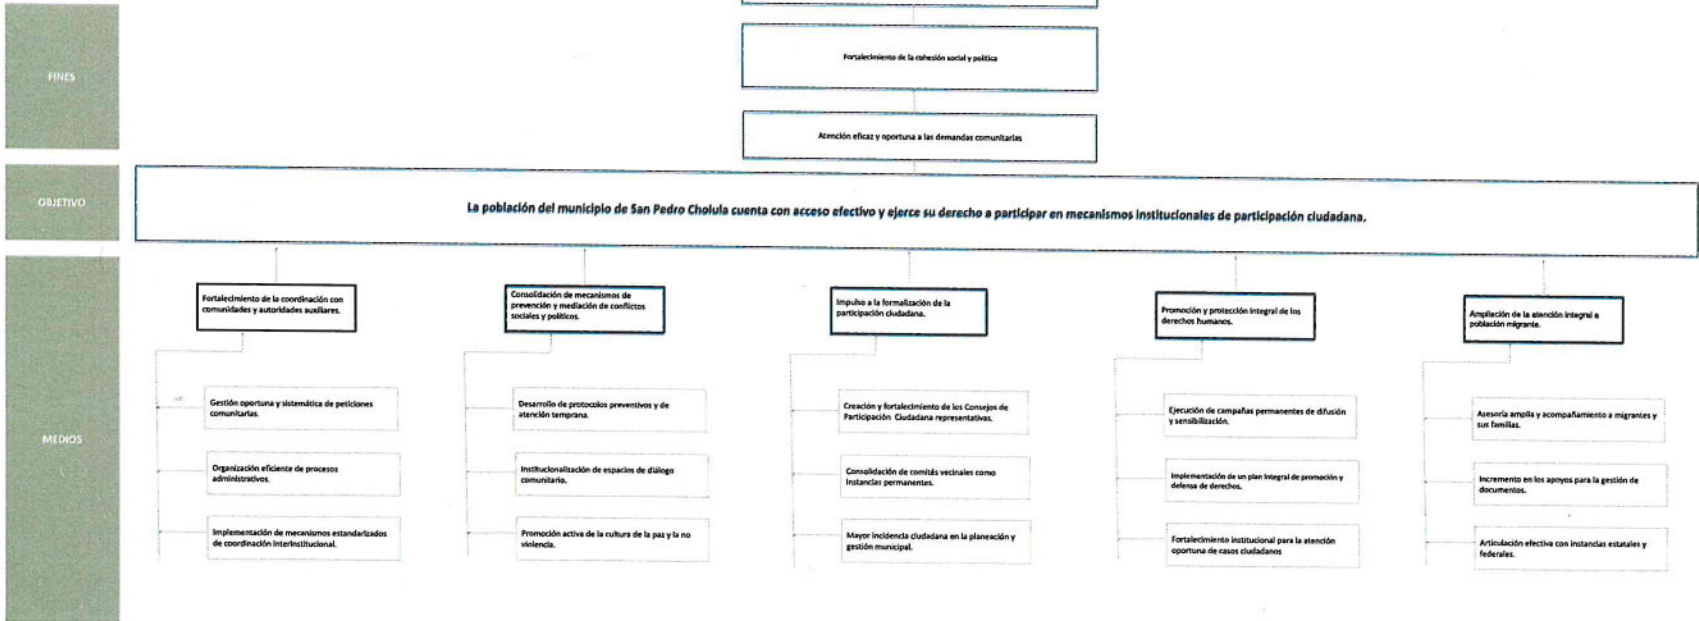 FINES
Fortalecimiento de la cohesión social y política
Atención eficaz y oportuna a las demandas comunitarias
OBJETIVO
La población del municipio de San Pedro Cholula cuenta con acceso efectivo y ejerce su derecho a participar en mecanismos institucionales de participación ciudadana.
MEDIOS
Fortalecimiento de la coordinación con
comunidades y autoridades auxiliares.
Gestión oportuna y sistemática de peticiones
comunitarias.
Organización eficiente de procesos
administrativos.
Implementación de mecanismos estandarizados
de coordinación interinstitucional.
Consolidación de mecanismos de
prevención y mediación de conflictos
sociales y políticos.
Desarrollo de protocolos preventivos y de
atención temprana.
Institucionalización de espacios de diálogo
comunitario.
Promoción activa de la cultura de la paz y la no
violencia.
Impulso a la formalización de la
participación ciudadana.
Creación y fortalecimiento de los Consejos de
Participación Ciudadana representativas.
Consolidación de comités vecinales como
instancias permanentes.
Mayor incidencia ciudadana en la planeación y
gestión municipal.
Promoción y protección integral de los
derechos humanos.
Ejecución de campañas permanentes de difusión
y sensibilización.
Implementación de un plan integral de promoción y
defensa de derechos.
Fortalecimiento institucional para la atención
oportuna de casos ciudadanos
Ampliación de la atención integral a
población migrante.
Asesoría amplia y acompañamiento a migrantes y
sus familias.
Incremento en los apoyos para la gestión de
documentos.
Articulación efectiva con instancias estatales y
federales.